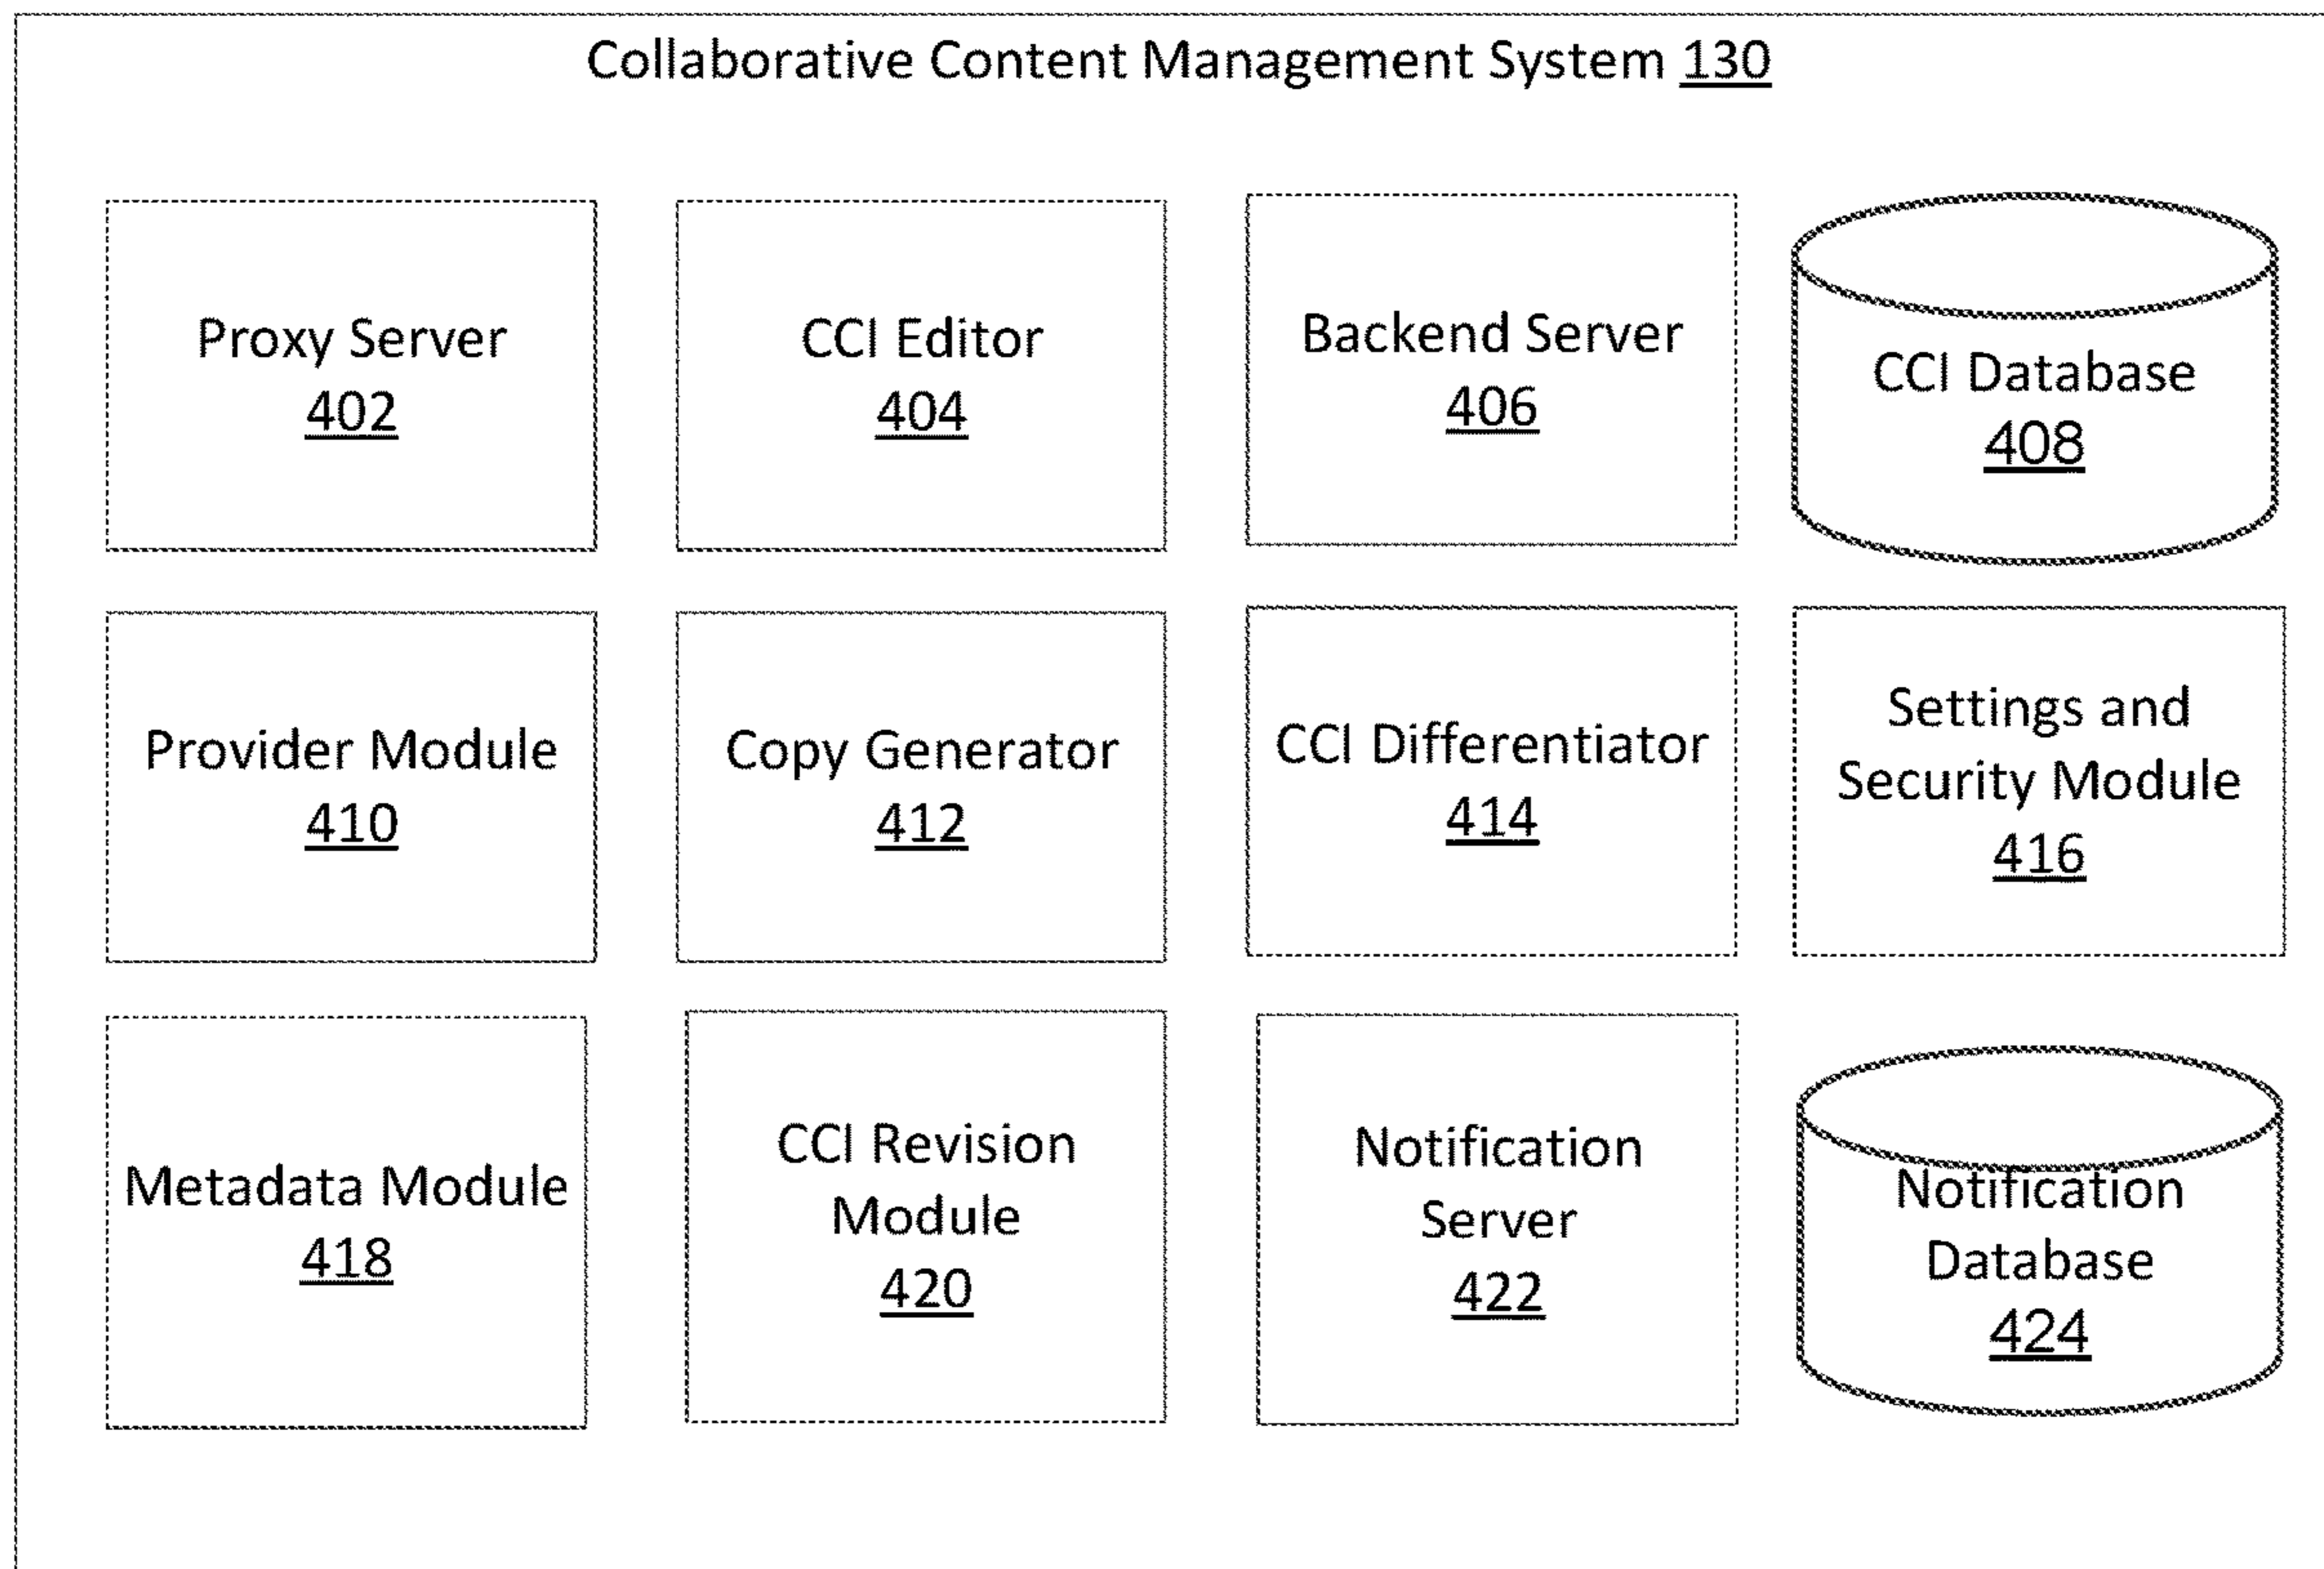 Collaborative Content Management System 130
Proxy Server
402
CCI Editor
404
Backend Server
406
CCI Database
408
Provider Module
410
Copy Generator
412
CCI Differentiator
414
Settings and
Security Module
416
Metadata Module
418
CCI Revision
Module
420
Notification
Server
422
Notification
Database
424